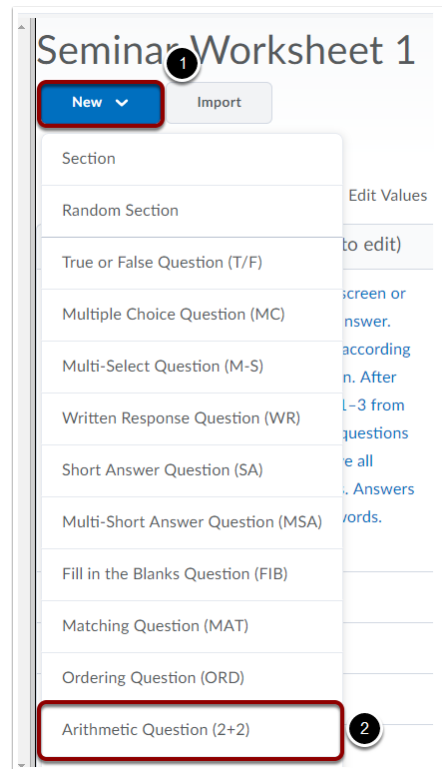 Seminar Worksheet 1
1
New
Import
Section
Random Section
Edit Values
to edit)
True or False Question (T/F)
screen or
Multiple Choice Question (MC)
nswer.
according
Multi-Select Question (M-S)
n. After
1–3 from
Written Response Question (WR)
questions
e all
Short Answer Question (SA)
. Answers
Multi-Short Answer Question (MSA)
words.
Fill in the Blanks Question (FIB)
Matching Question (MAT)
Ordering Question (ORD)
Arithmetic Question (2+2)
2